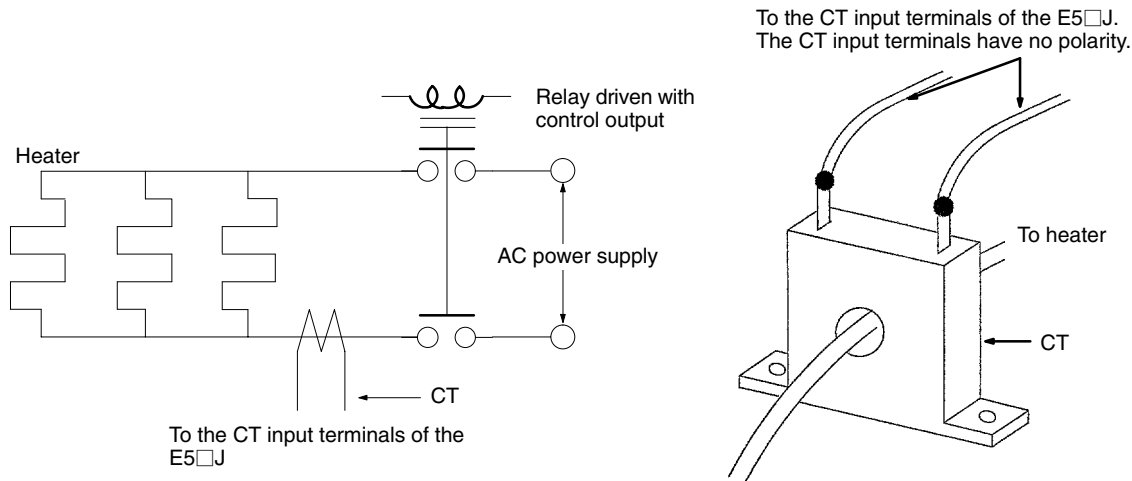 Relay driven with
control output
Heater
AC power supply
CT
To the CT input terminals of the
E5□J
To the CT input terminals of the E5□J.
The CT input terminals have no polarity.
To heater
CT